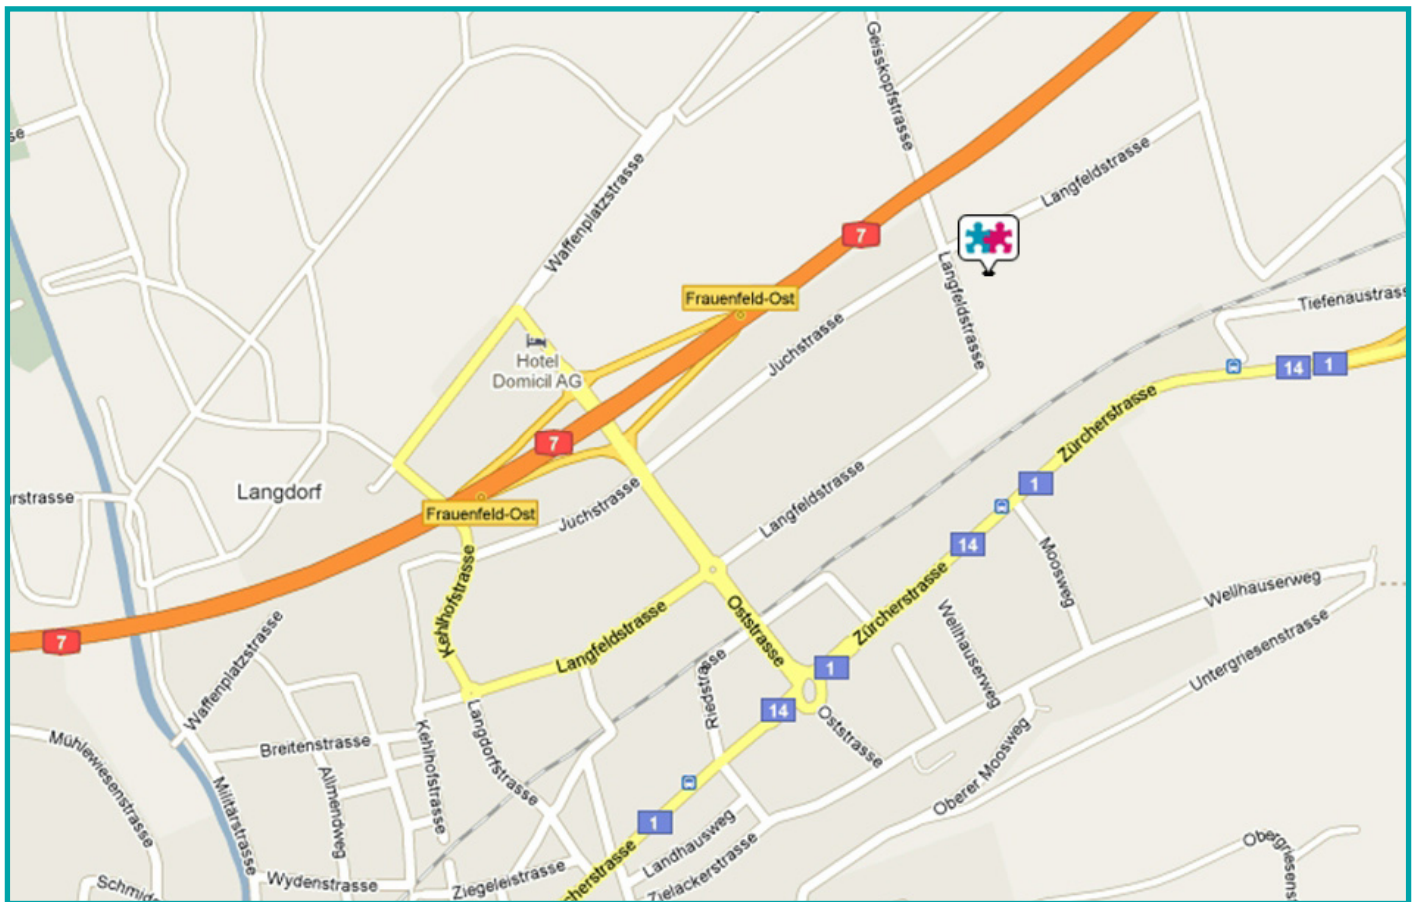 Geisskopfstrasse
se
Waffenplatzstrasse
Langfeldstrasse
7
Langfeldstrasse
Frauenfeld-Ost
Tiefenaustrass
Hotel
Domicil AG
Juchstrasse
14
1
Zürcherstrasse
7
Langdorf
rstrasse
Frauenfeld-Ost
Juchstrasse
Langfeldstrasse
1
14
Moosweg
Kehlhofstrasse
Langfeldstrasse
Oststrasse
Zürcherstrasse
Wellhauserweg
Wellhauserweg
Untergriesenstrasse
7
Waffenplatzstrasse
1
14
Riedstrasse
Oststrasse
Langdorfstrasse
Kehlhofstrasse
Breitenstrasse
Mühlewiesenstrasse
Allmendweg
Militärstrasse
Oberer Moosweg
1
Landhausweg
Obergriesens
cherstrasse
Zielackerstrasse
Ziegeleistrasse
Wydenstrasse
Schmid